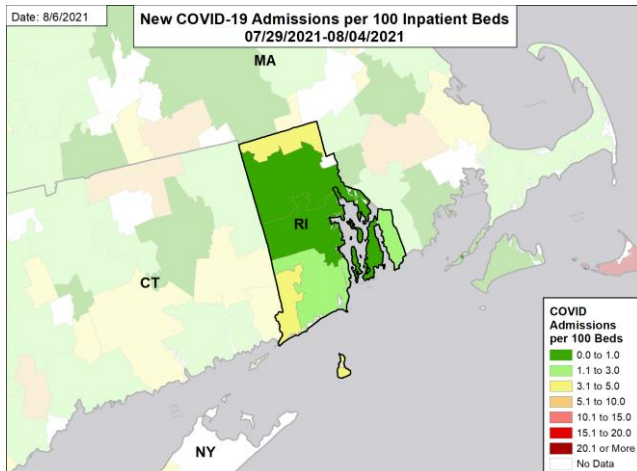 Date: 8/6/2021
New COVID-19 Admissions per 100 Inpatient Beds
07/29/2021-08/04/2021
MA
RI
CT
NY
COVID
Admissions
per 100 Beds
0.0 to 1.0
1.1 to 3.0
3.1 to 5.0
5.1 to 10.0
10.1 to 15.0
15.1 to 20.0
20.1 or More
No Data